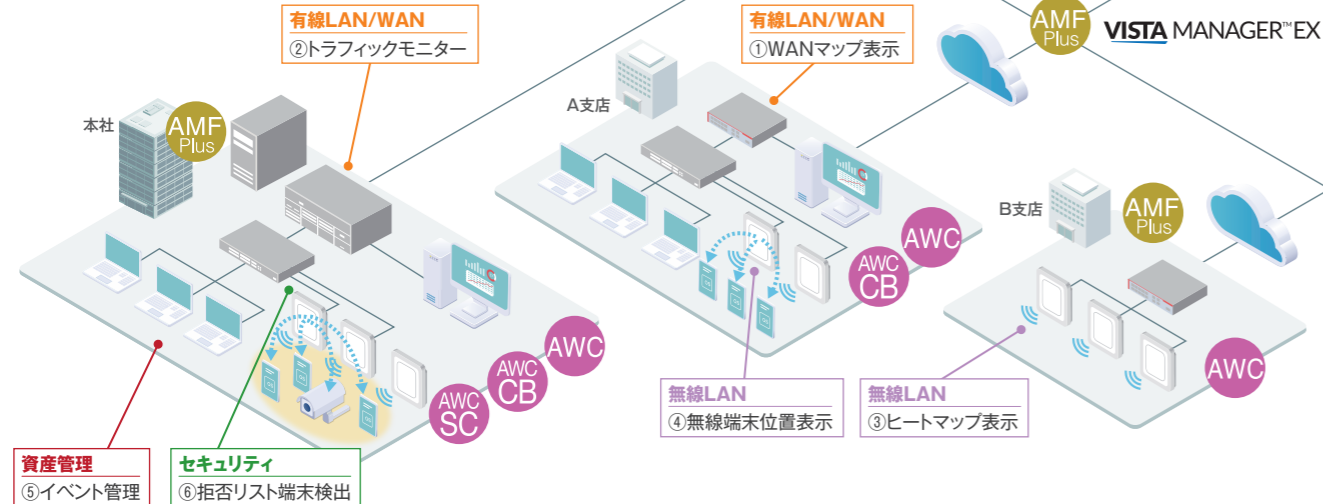 有線LAN/WAN
②トラフィックモニター
有線LAN/WAN
①WANマップ表示
AMF
Plus
VISTA MANAGER™EX
本社
AMF
Plus
A支店
B支店
AMF
Plus
AWC
AWC
CB
AWC
AWC
CB
AWC
SC
AWC
無線LAN
④無線端末位置表示
無線LAN
③ヒートマップ表示
資産管理
⑤イベント管理
セキュリティ
⑥拒否リスト端末検出